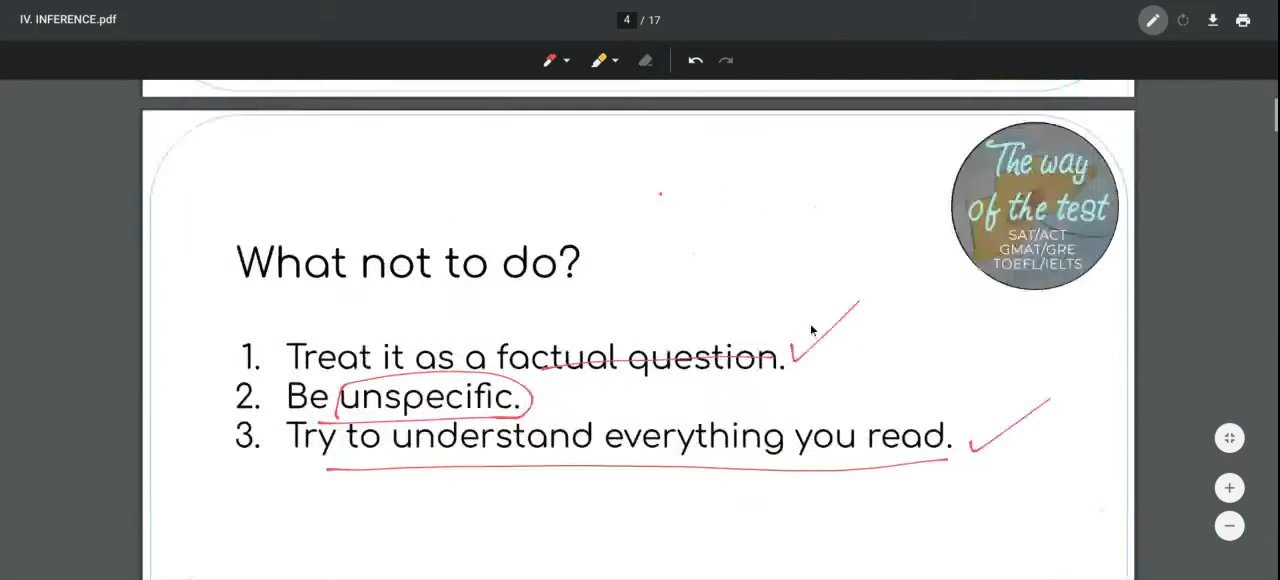 IV. INFERENCE.pdf
4 / 17
The way
of the test
SAT/ACT
GMAT/GRE
TOEFL/IELTS
What not to do?
1. Treat it as a factual question.
2. Be unspecific.
3. Try to understand everything you read.